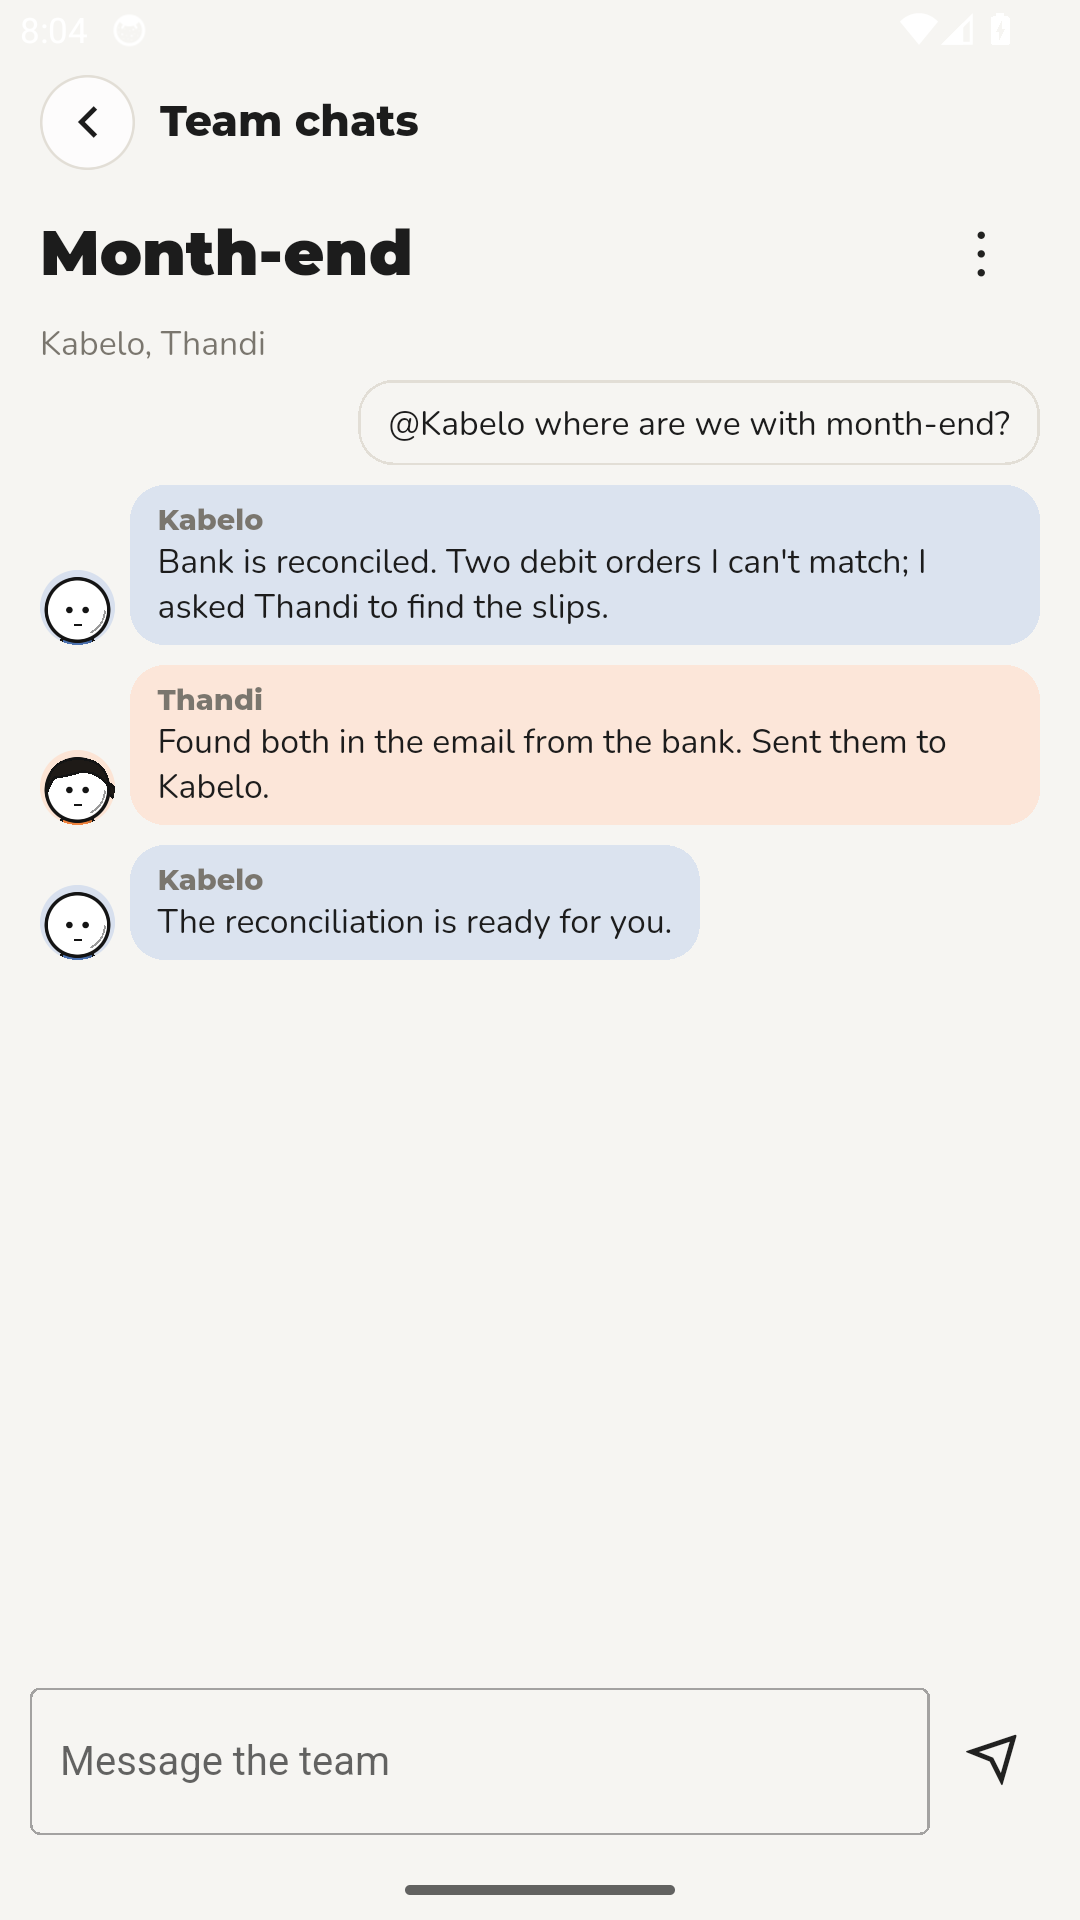 8:04
Team chats
Month-end
Kabelo, Thandi
@Kabelo where are we with month-end?
Kabelo
Bank is reconciled. Two debit orders I can't match; I
asked Thandi to find the slips.
Thandi
Found both in the email from the bank. Sent them to
Kabelo.
Kabelo
The reconciliation is ready for you.
Message the team